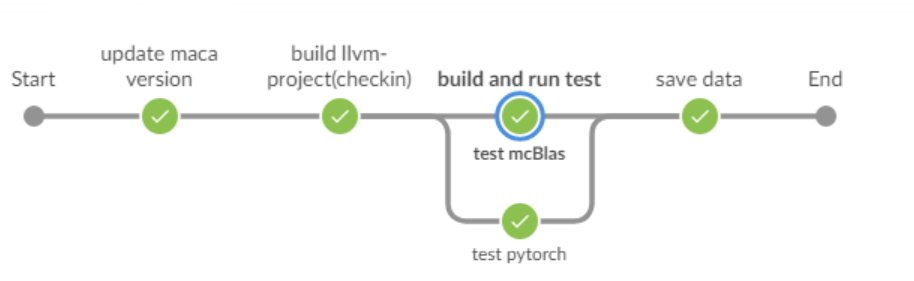 Start
update maca
version
build llvm-
project(checkin)
build and run test
save data
End
test mcBlas
test pytorch